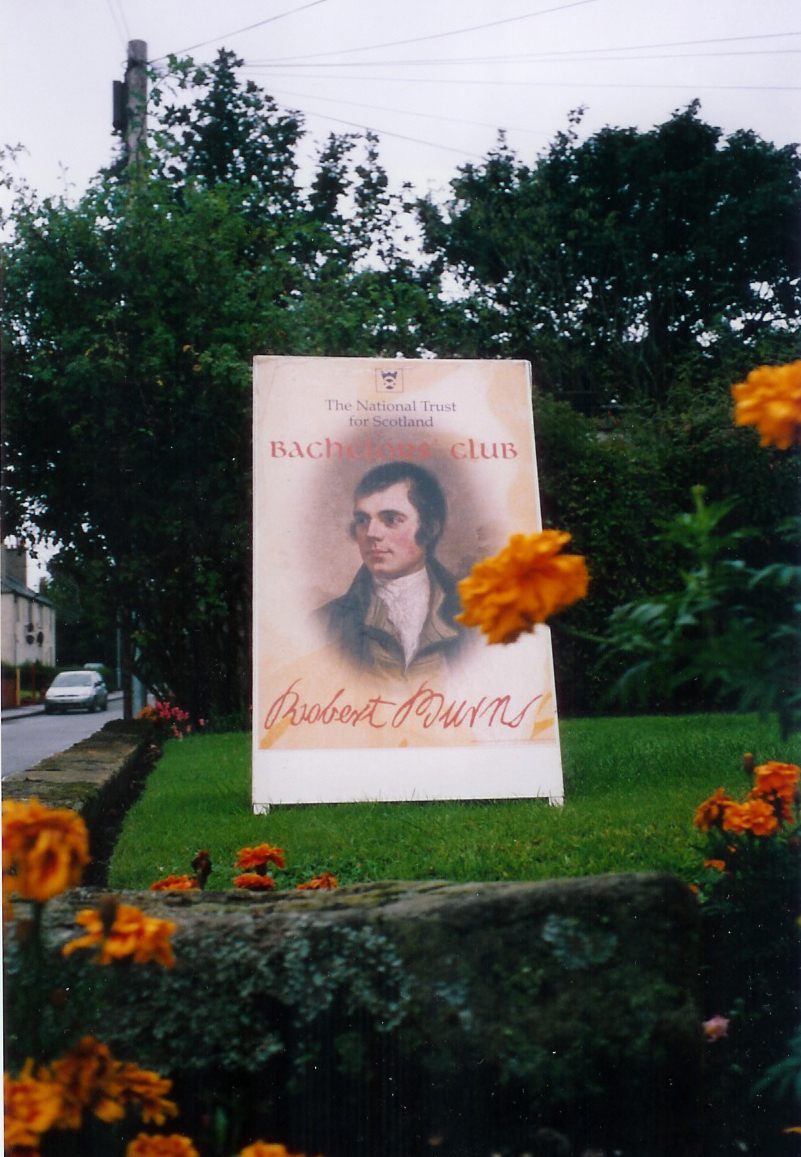 The National Trust
for Scotland
BACHELORS' CLUB
Robert Burns